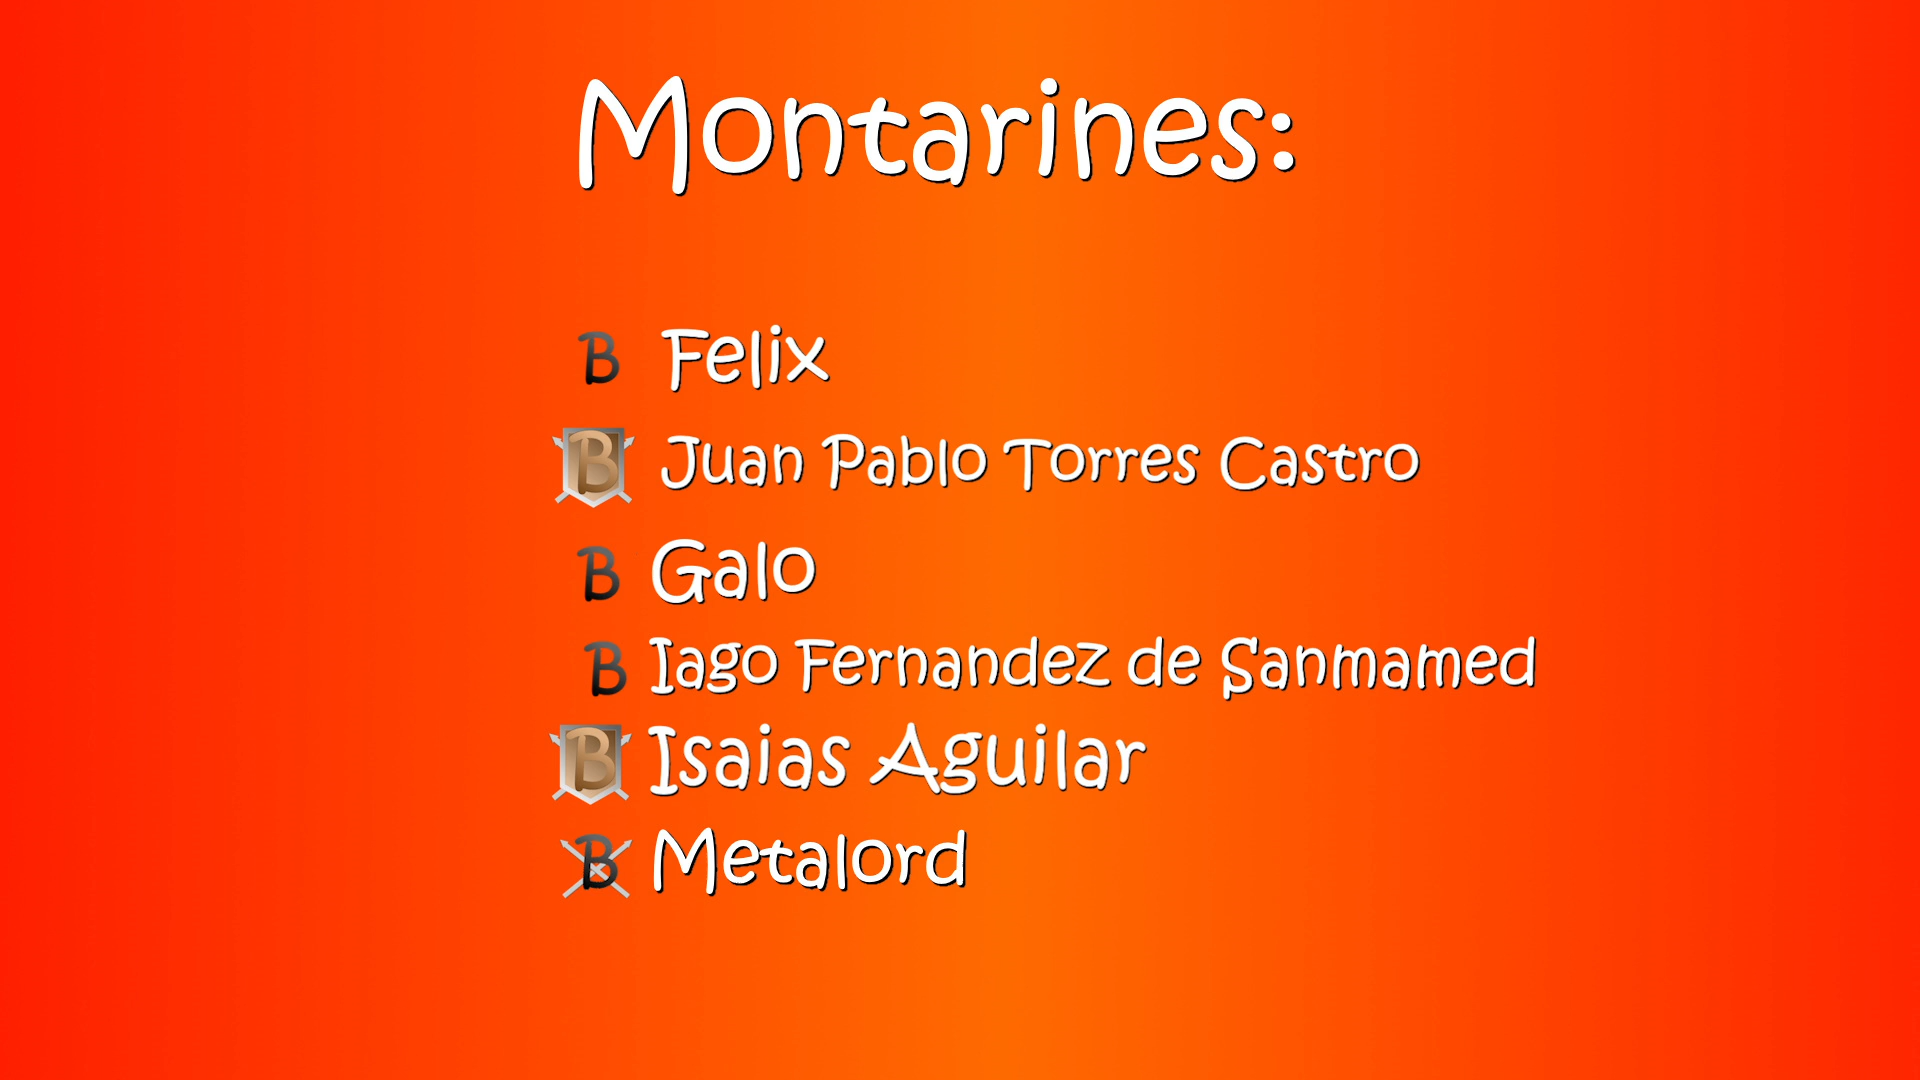 Montarines:
B Felix
B Juan Pablo Torres Castro
B Galo
B Iago Fernandez de Sanmamed
B Isaias Aguilar
B Metalord